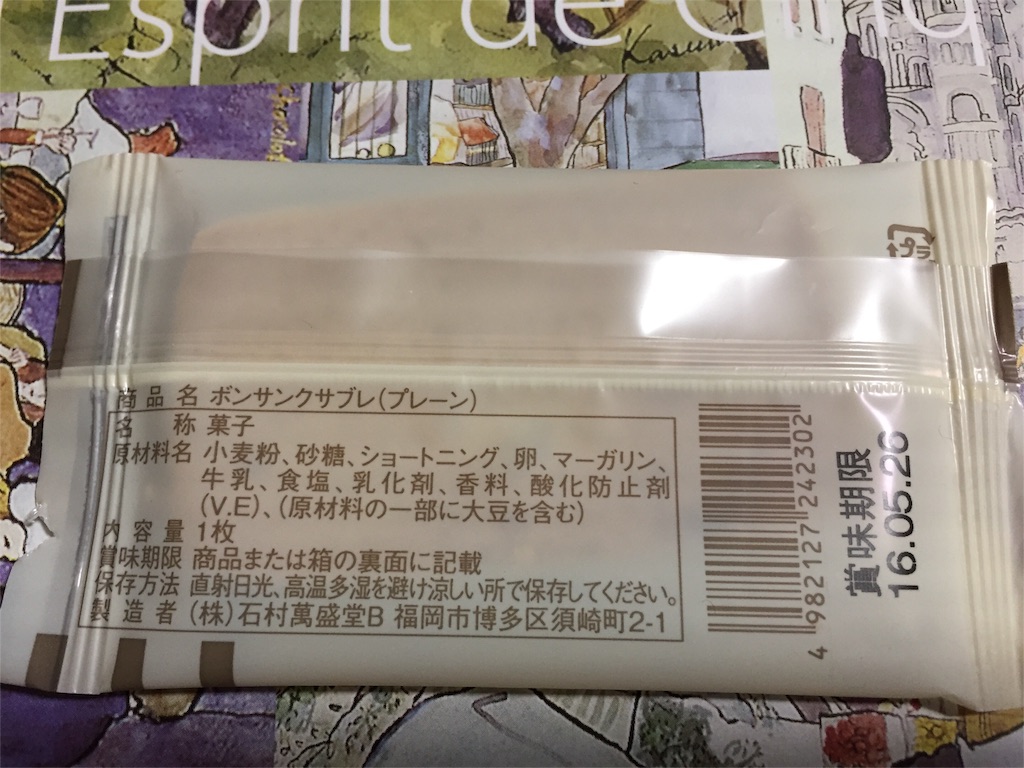 Esprit de Cinq
Kasumi
プラ
商品名 ボンサンクサブレ(プレーン)
名称 菓子
原材料名 小麦粉、砂糖、ショートニング、卵、マーガリン、
牛乳、食塩、乳化剤、香料、酸化防止剤
(V.E)、(原材料の一部に大豆を含む)
内容量 1枚
賞味期限 商品または箱の裏面に記載
保存方法 直射日光、高温多湿を避け涼しい所で保存してください。
製造者 (株)石村萬盛堂B 福岡市博多区須崎町2-1
4982127242302
賞味期限
16.05.26